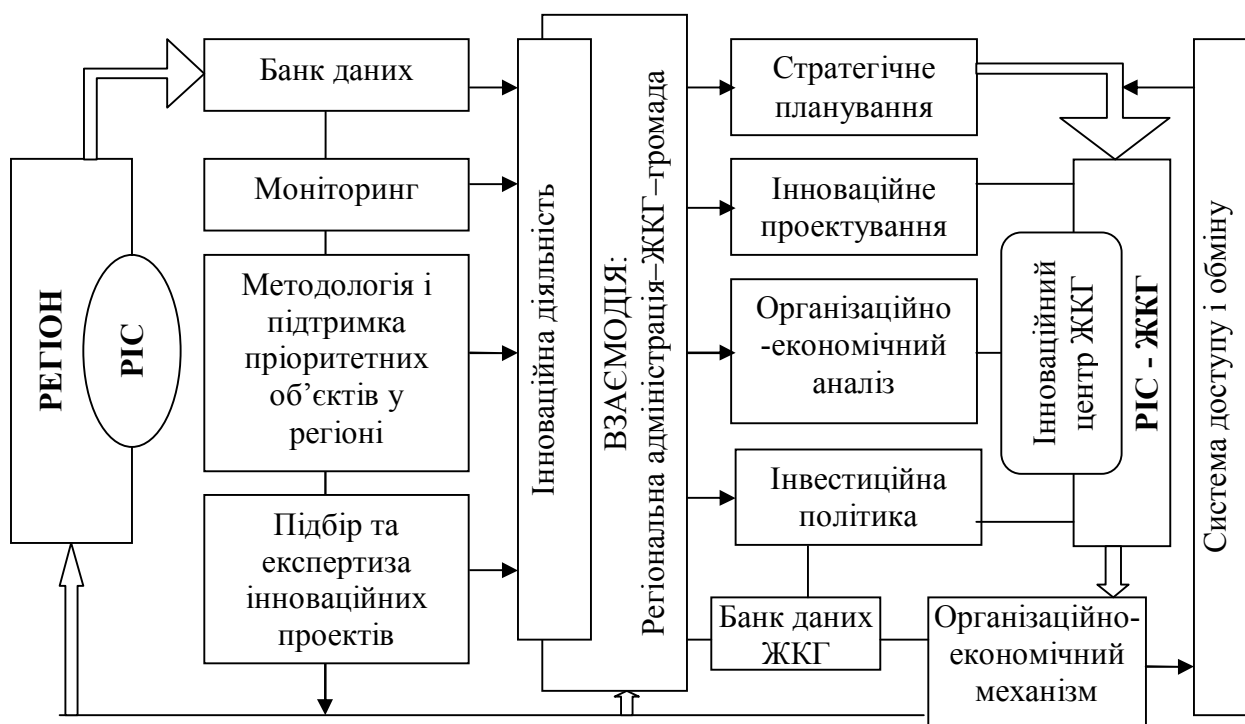 РЕГІОН
РІС
Банк даних
Моніторинг
Методологія і
підтримка
пріоритетних
об’єктів у
регіоні
Підбір та
експертиза
інноваційних
проектів
Інноваційна діяльність
ВЗАЄМОДІЯ:
Регіональна адміністрація–ЖКГ–громада
Стратегічне
планування
Інноваційне
проектування
Організаційно
-економічний
аналіз
Інвестиційна
політика
Банк даних
ЖКГ
Інноваційний
центр ЖКГ
РІС - ЖКГ
Організаційно-
економічний
механізм
Система доступу і обміну